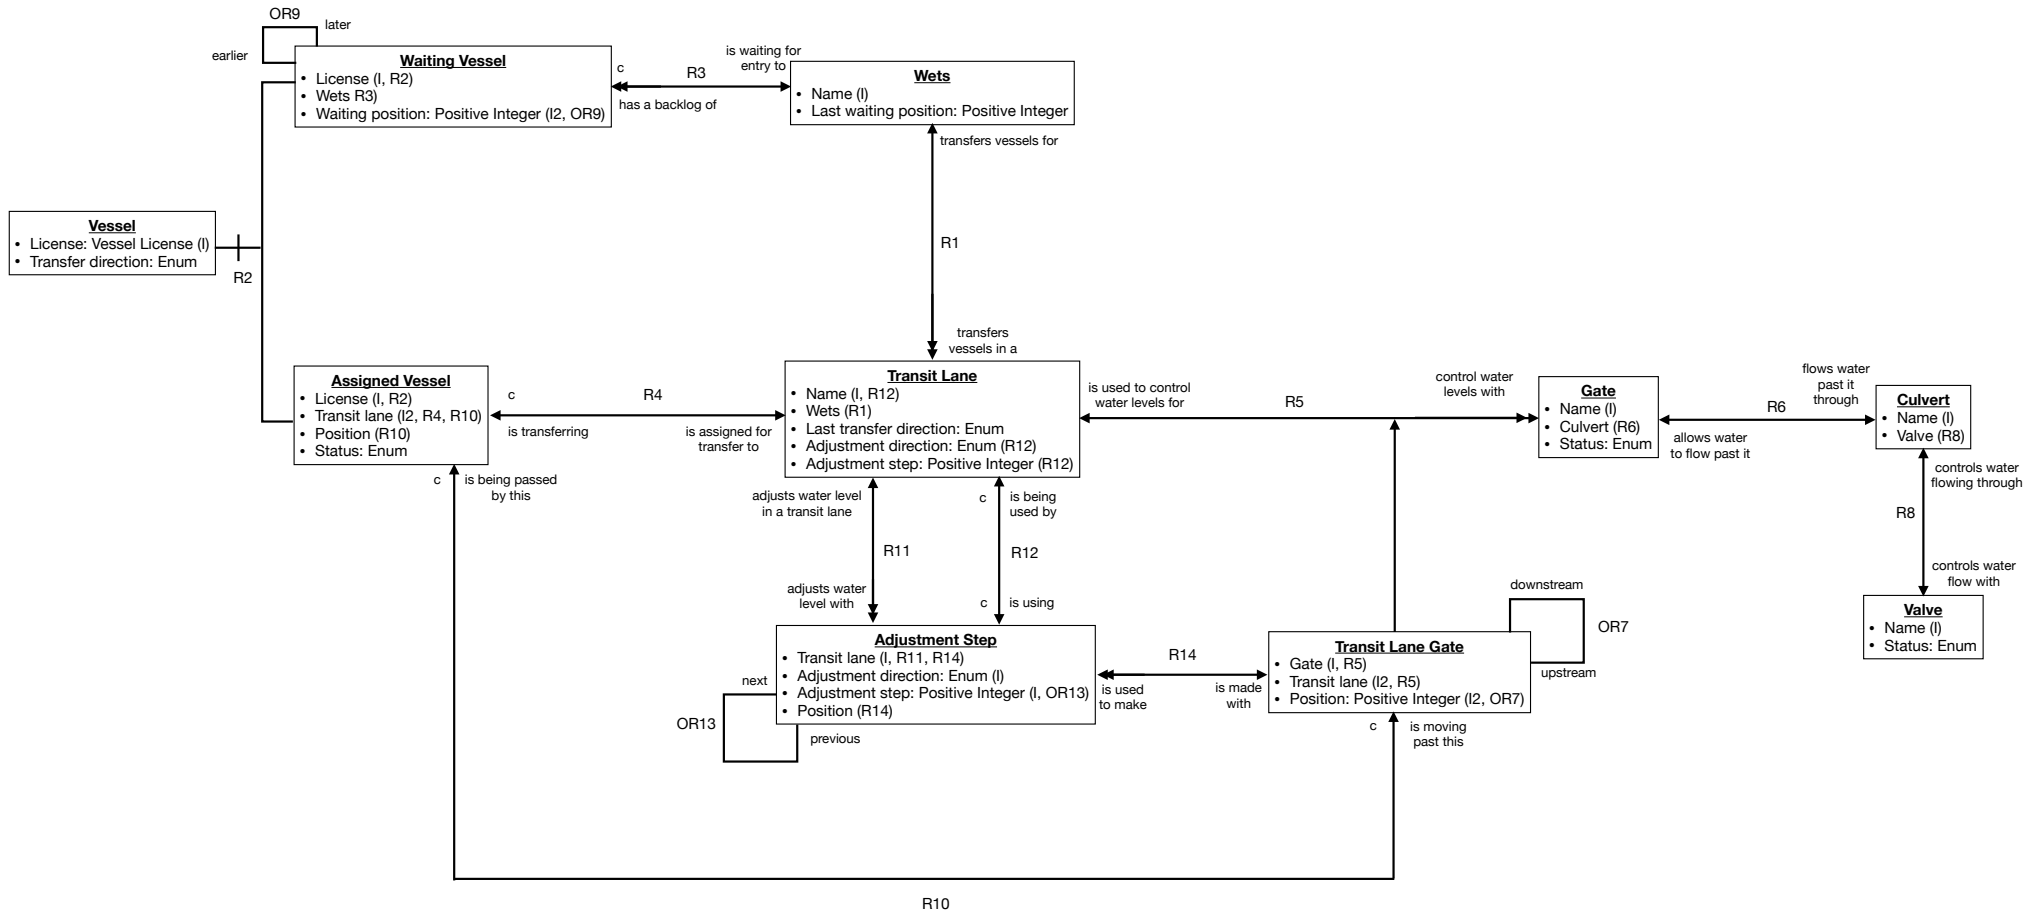 OR9
later
earlier
Waiting Vessel
• License (I, R2)
• Wets R3)
• Waiting position: Positive Integer (I2, OR9)
c
R3
is waiting for
entry to
has a backlog of
Wets
• Name (I)
• Last waiting position: Positive Integer
transfers vessels for
R1
transfers
vessels in a
Vessel
• License: Vessel License (I)
• Transfer direction: Enum
R2
Assigned Vessel
• License (I, R2)
• Transit lane (I2, R4, R10)
• Position (R10)
• Status: Enum
c
R4
is transferring
is assigned for
transfer to
Transit Lane
• Name (I, R12)
• Wets (R1)
• Last transfer direction: Enum
• Adjustment direction: Enum (R12)
• Adjustment step: Positive Integer (R12)
is used to control
water levels for
R5
control water
levels with
Gate
• Name (I)
• Culvert (R6)
• Status: Enum
flows water
past it
through
R6
allows water
to flow past it
Culvert
• Name (I)
• Valve (R8)
controls water
flowing through
R8
controls water
flow with
Valve
• Name (I)
• Status: Enum
c
is being passed
by this
adjusts water level
in a transit lane
c
is being
used by
R11
R12
adjusts water
level with
c
is using
Adjustment Step
• Transit lane (I, R11, R14)
• Adjustment direction: Enum (I)
• Adjustment step: Positive Integer (I, OR13)
• Position (R14)
next
OR13
previous
R14
is used
to make
is made
with
Transit Lane Gate
• Gate (I, R5)
• Transit lane (I2, R5)
• Position: Positive Integer (I2, OR7)
downstream
OR7
upstream
c
is moving
past this
R10